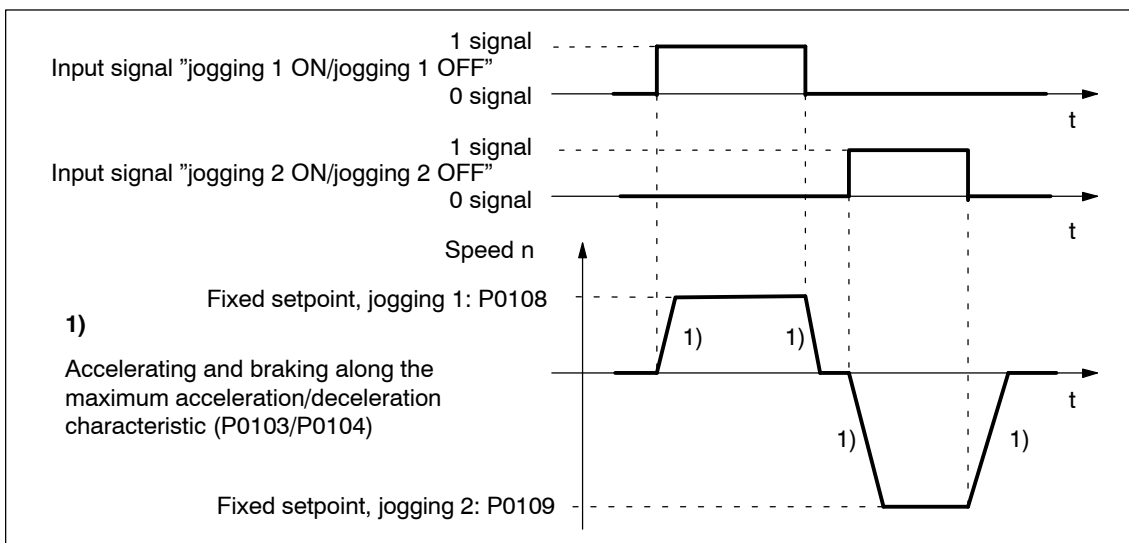 1 signal
Input signal ”jogging 1 ON/jogging 1 OFF”
0 signal
t
1 signal
Input signal ”jogging 2 ON/jogging 2 OFF”
0 signal
t
Speed n
Fixed setpoint, jogging 1: P0108
1)
1)
1)
Accelerating and braking along the
maximum acceleration/deceleration
characteristic (P0103/P0104)
t
1)
1)
Fixed setpoint, jogging 2: P0109